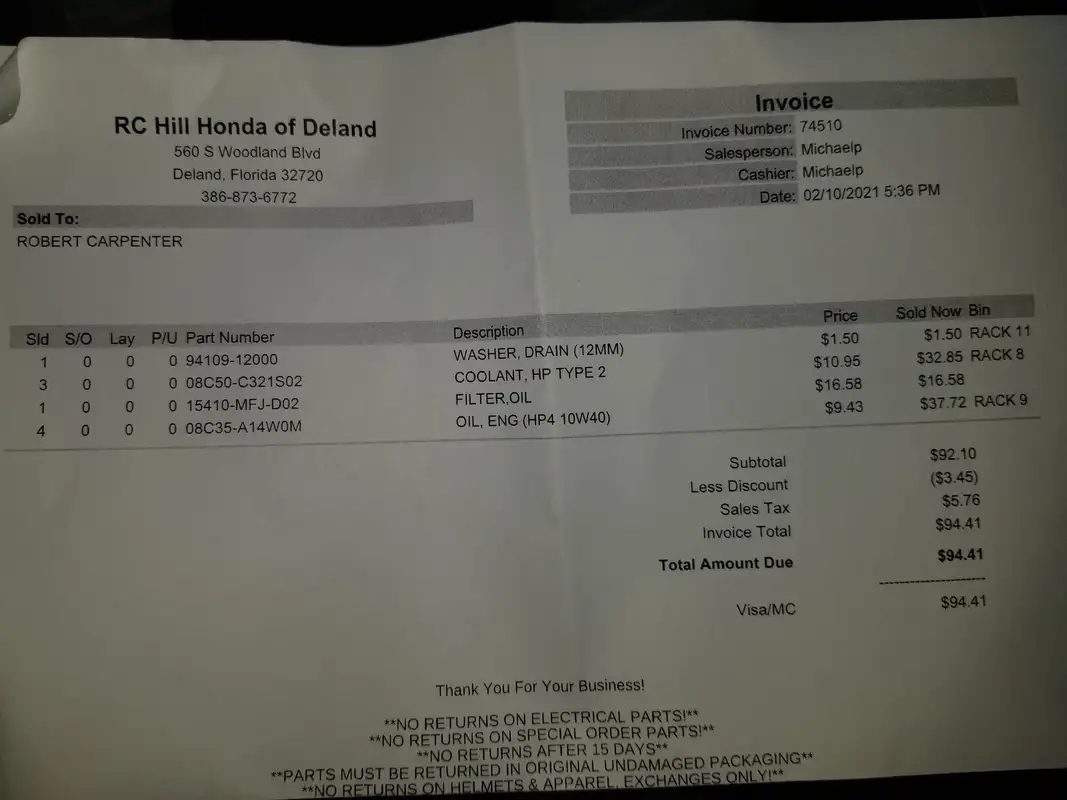 RC Hill Honda of Deland
560 S Woodland Blvd
Deland, Florida 32720
386-873-6772
Invoice
Invoice Number: 74510
Salesperson: Michaelp
Cashier: Michaelp
Date: 02/10/2021 5:36 PM
Sold To:
ROBERT CARPENTER
Sld S/O Lay P/U Part Number Description Price Sold Now Bin
1 0 0 0 94109-12000 WASHER, DRAIN (12MM) $1.50 $1.50 RACK 11
3 0 0 0 08C50-C321S02 COOLANT, HP TYPE 2 $10.95 $32.85 RACK 8
1 0 0 0 15410-MFJ-D02 FILTER,OIL $16.58 $16.58
4 0 0 0 08C35-A14W0M OIL, ENG (HP4 10W40) $9.43 $37.72 RACK 9
Subtotal $92.10
Less Discount ($3.45)
Sales Tax $5.76
Invoice Total $94.41
Total Amount Due $94.41
----------------------
Visa/MC $94.41
Thank You For Your Business!
**NO RETURNS ON ELECTRICAL PARTS!**
**NO RETURNS ON SPECIAL ORDER PARTS!**
**NO RETURNS AFTER 15 DAYS**
**PARTS MUST BE RETURNED IN ORIGINAL UNDAMAGED PACKAGING**
**NO RETURNS ON HELMETS & APPAREL, EXCHANGES ONLY!**